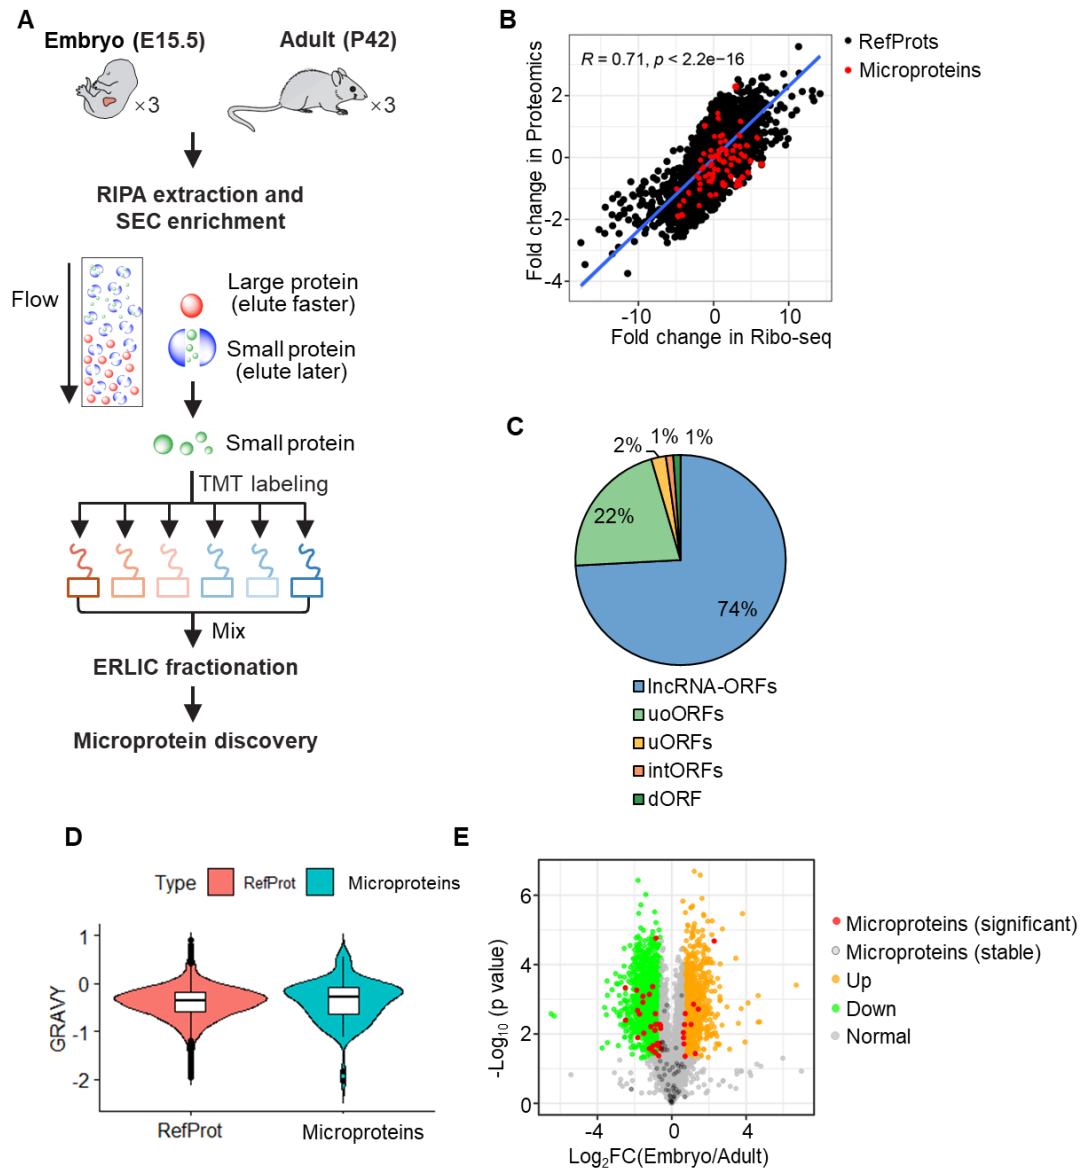 A
Embryo (E15.5)
Adult (P42)
×3
×3
RIPA extraction and
SEC enrichment
Flow
Large protein
(elute faster)
Small protein
(elute later)
Small protein
TMT labeling
Mix
ERLIC fractionation
Microprotein discovery
B
R = 0.71, p < 2.2e−16
RefProts
Microproteins
Fold change in Proteomics
2
0
-2
-4
-10
0
10
Fold change in Ribo-seq
C
2%
1%
1%
22%
74%
lncRNA-ORFs
uoORFs
uORFs
intORFs
dORF
D
Type
RefProt
Microproteins
GRAVY
1
0
-1
-2
RefProt
Microproteins
E
-Log10 (p value)
6
4
2
0
-4
0
4
Log2FC(Embryo/Adult)
Microproteins (significant)
Microproteins (stable)
Up
Down
Normal